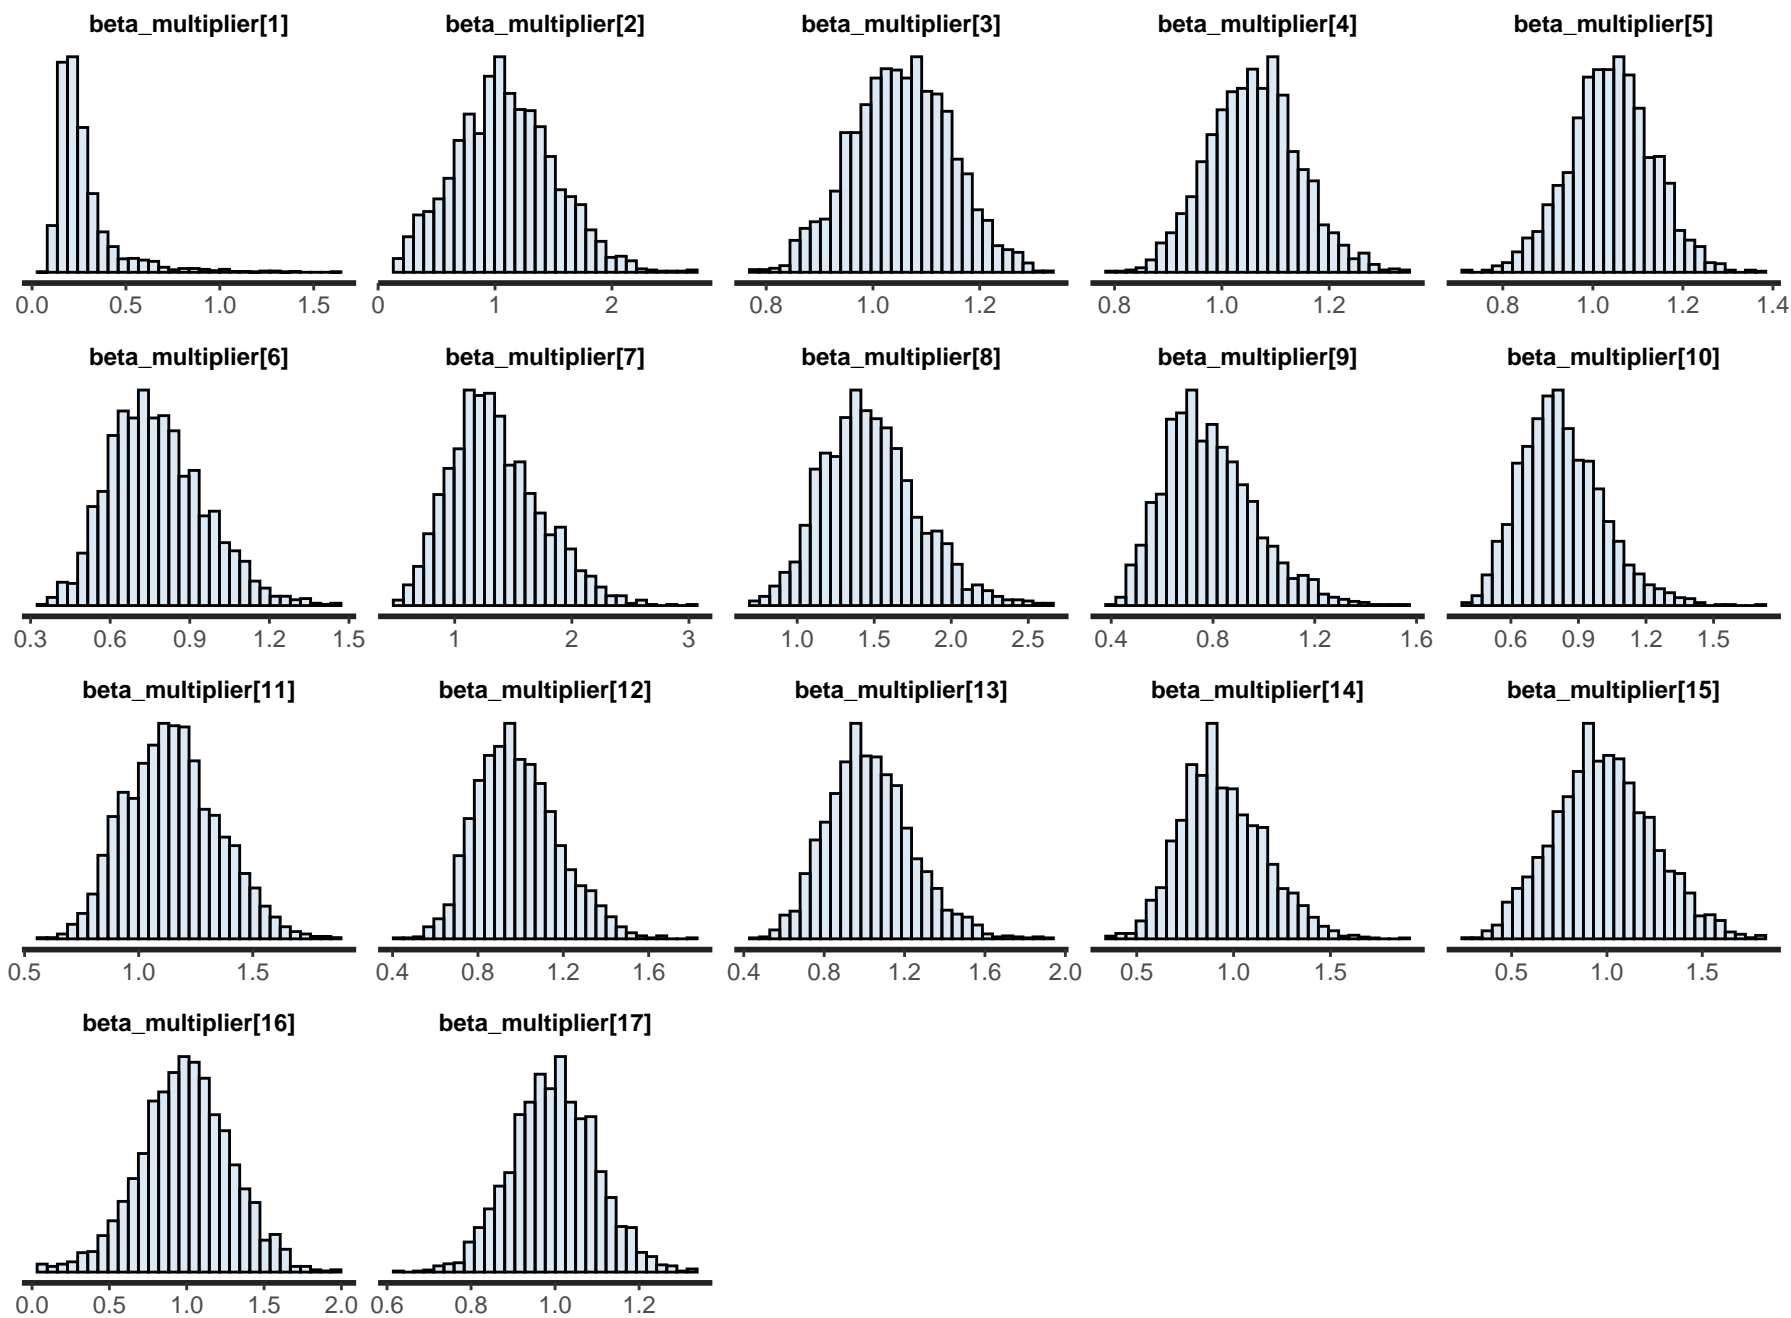 beta_multiplier[1] beta_multiplier[2] beta_multiplier[3] beta_multiplier[4] beta_multiplier[5]
0.0 0.5 1.0 1.5 0 1 2 0.8 1.0 1.2 0.8 1.0 1.2 0.8 1.0 1.2 1.4
beta_multiplier[6] beta_multiplier[7] beta_multiplier[8] beta_multiplier[9] beta_multiplier[10]
0.3 0.6 0.9 1.2 1.5 1 2 3 1.0 1.5 2.0 2.5 0.4 0.8 1.2 1.6 0.6 0.9 1.2 1.5
beta_multiplier[11] beta_multiplier[12] beta_multiplier[13] beta_multiplier[14] beta_multiplier[15]
0.5 1.0 1.5 0.4 0.8 1.2 1.6 0.4 0.8 1.2 1.6 2.0 0.5 1.0 1.5 0.5 1.0 1.5
beta_multiplier[16] beta_multiplier[17]
0.0 0.5 1.0 1.5 2.0 0.6 0.8 1.0 1.2